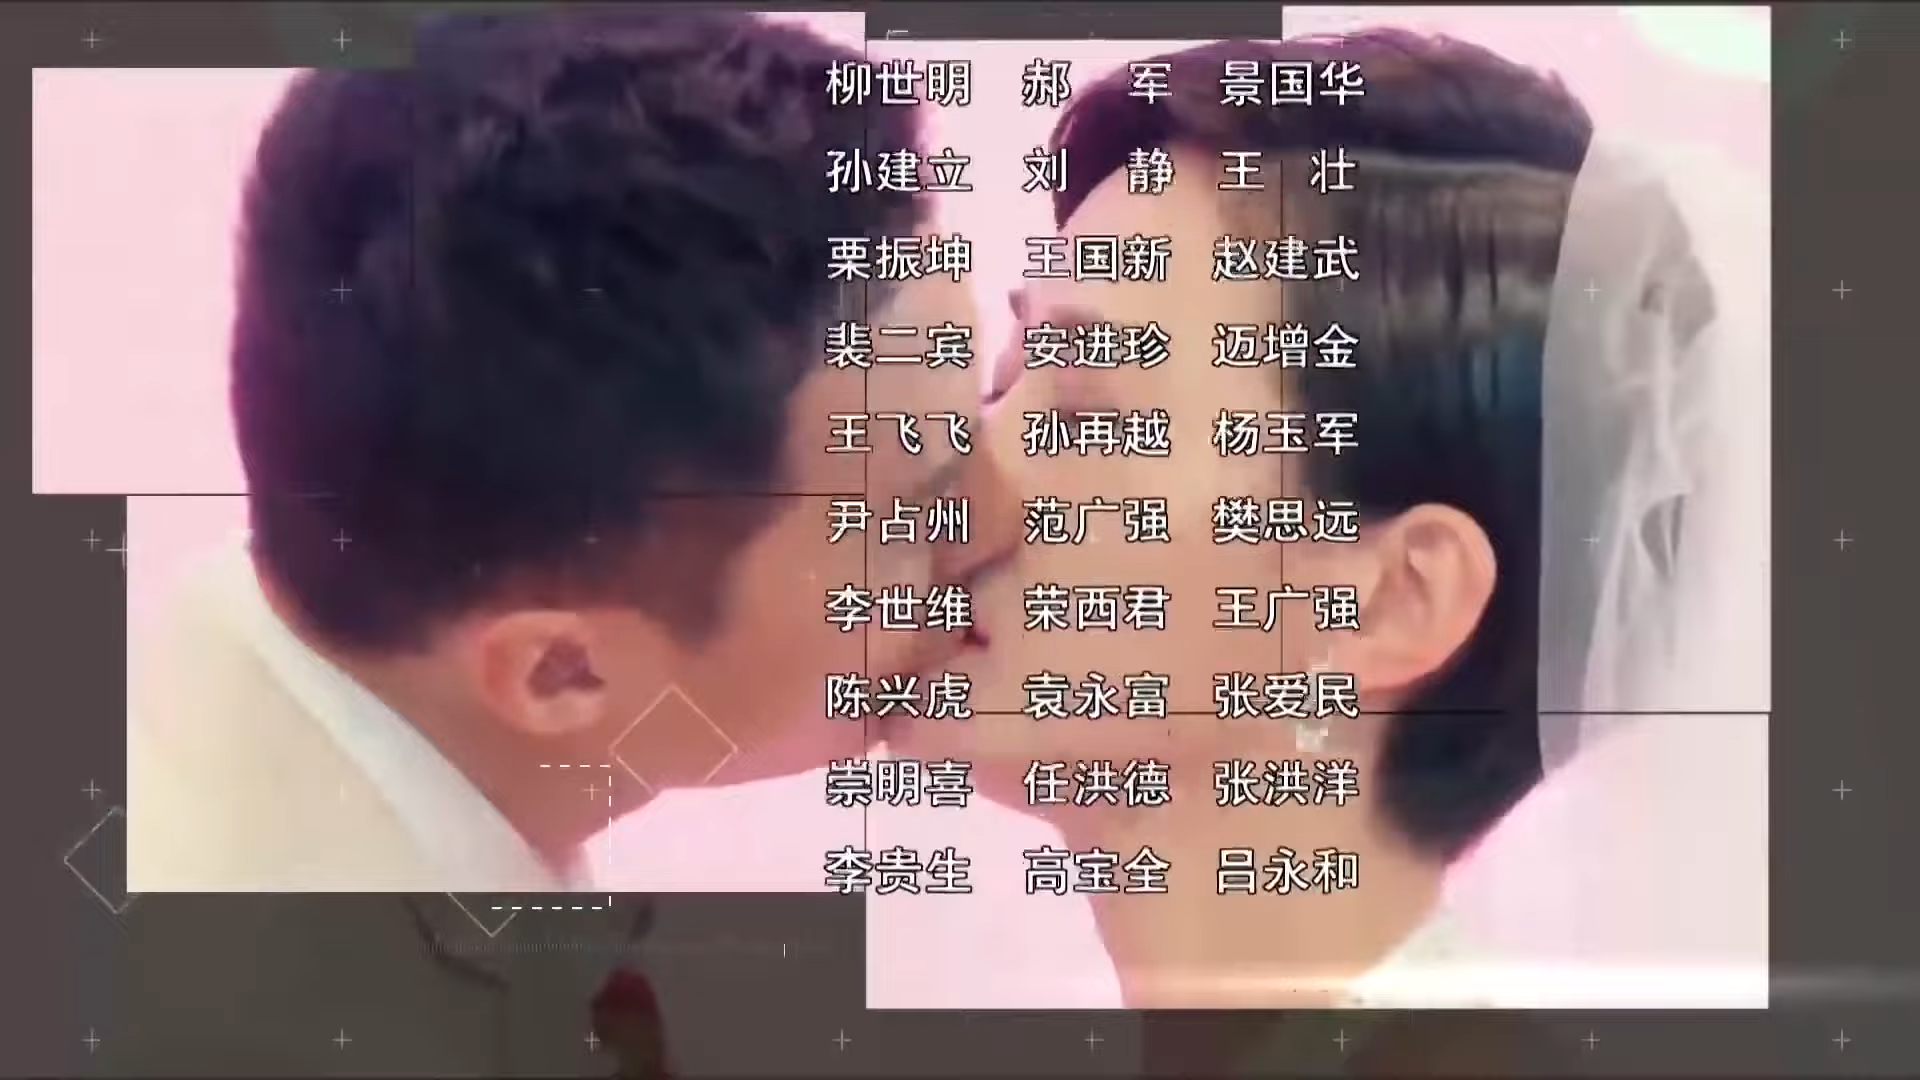 柳世明 郝 军 景国华
孙建立 刘 静 王 壮
栗振坤 王国新 赵建武
裴二宾 安进珍 迈增金
王飞飞 孙再越 杨玉军
尹占州 范广强 樊思远
李世维 荣西君 王广强
陈兴虎 袁永富 张爱民
崇明喜 任洪德 张洪洋
李贵生 高宝全 吕永和